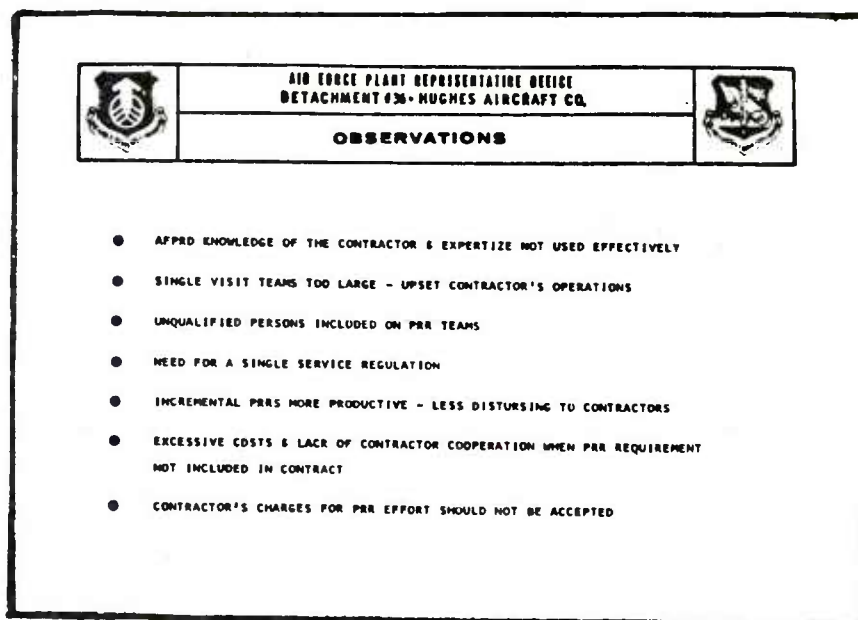 AIR FORCE PLANT REPRESENTATIVE OFFICE
DETACHMENT #36 • HUGHES AIRCRAFT CO.
OBSERVATIONS
● AFPRO KNOWLEDGE OF THE CONTRACTOR & EXPERTIZE NOT USED EFFECTIVELY
● SINGLE VISIT TEAMS TOO LARGE - UPSET CONTRACTOR'S OPERATIONS
● UNQUALIFIED PERSONS INCLUDED ON PRR TEAMS
● NEED FOR A SINGLE SERVICE REGULATION
● INCREMENTAL PRRS MORE PRODUCTIVE - LESS DISTURSING TO CONTRACTORS
● EXCESSIVE COSTS & LACK OF CONTRACTOR COOPERATION WHEN PRR REQUIREMENT
NOT INCLUDED IN CONTRACT
● CONTRACTOR'S CHARGES FOR PRR EFFORT SHOULD NOT BE ACCEPTED